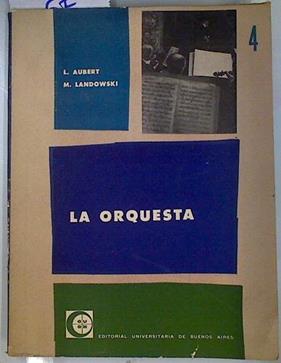 L. AUBERT
M. LANDOWSKI
4
LA ORQUESTA
EDITORIAL UNIVERSITARIA DE BUENOS AIRES